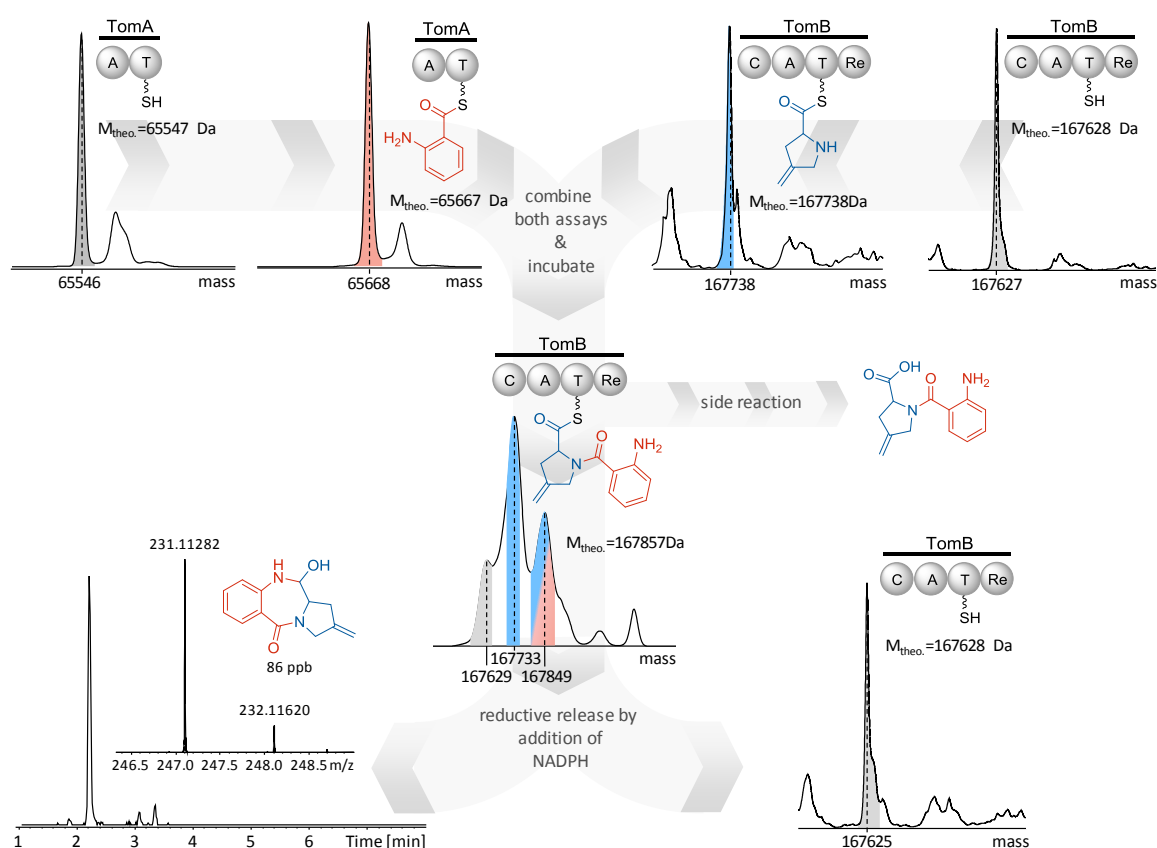 TomA
A T
SH
Mtheo.=65547 Da
65546
mass
TomA
A T
S
O
H2N
Mtheo.=65667 Da
65668
mass
combine
both assays
&
incubate
TomB
C A T Re
S
O
NH
Mtheo.=167738Da
167738
mass
TomB
C A T Re
SH
Mtheo.=167628 Da
167627
mass
TomB
C A T Re
S
O
O
NH2
N
Mtheo.=167857Da
167733
mass
167629 167849
side reaction
O OH
O NH2
N
reductive release by
addition of
NADPH
231.11282
H
N OH
N
O
86 ppb
232.11620
246.5 247.0 247.5 248.0 248.5 m/z
1 2 3 4 5 6 Time [min]
TomB
C A T Re
SH
Mtheo.=167628 Da
167625
mass